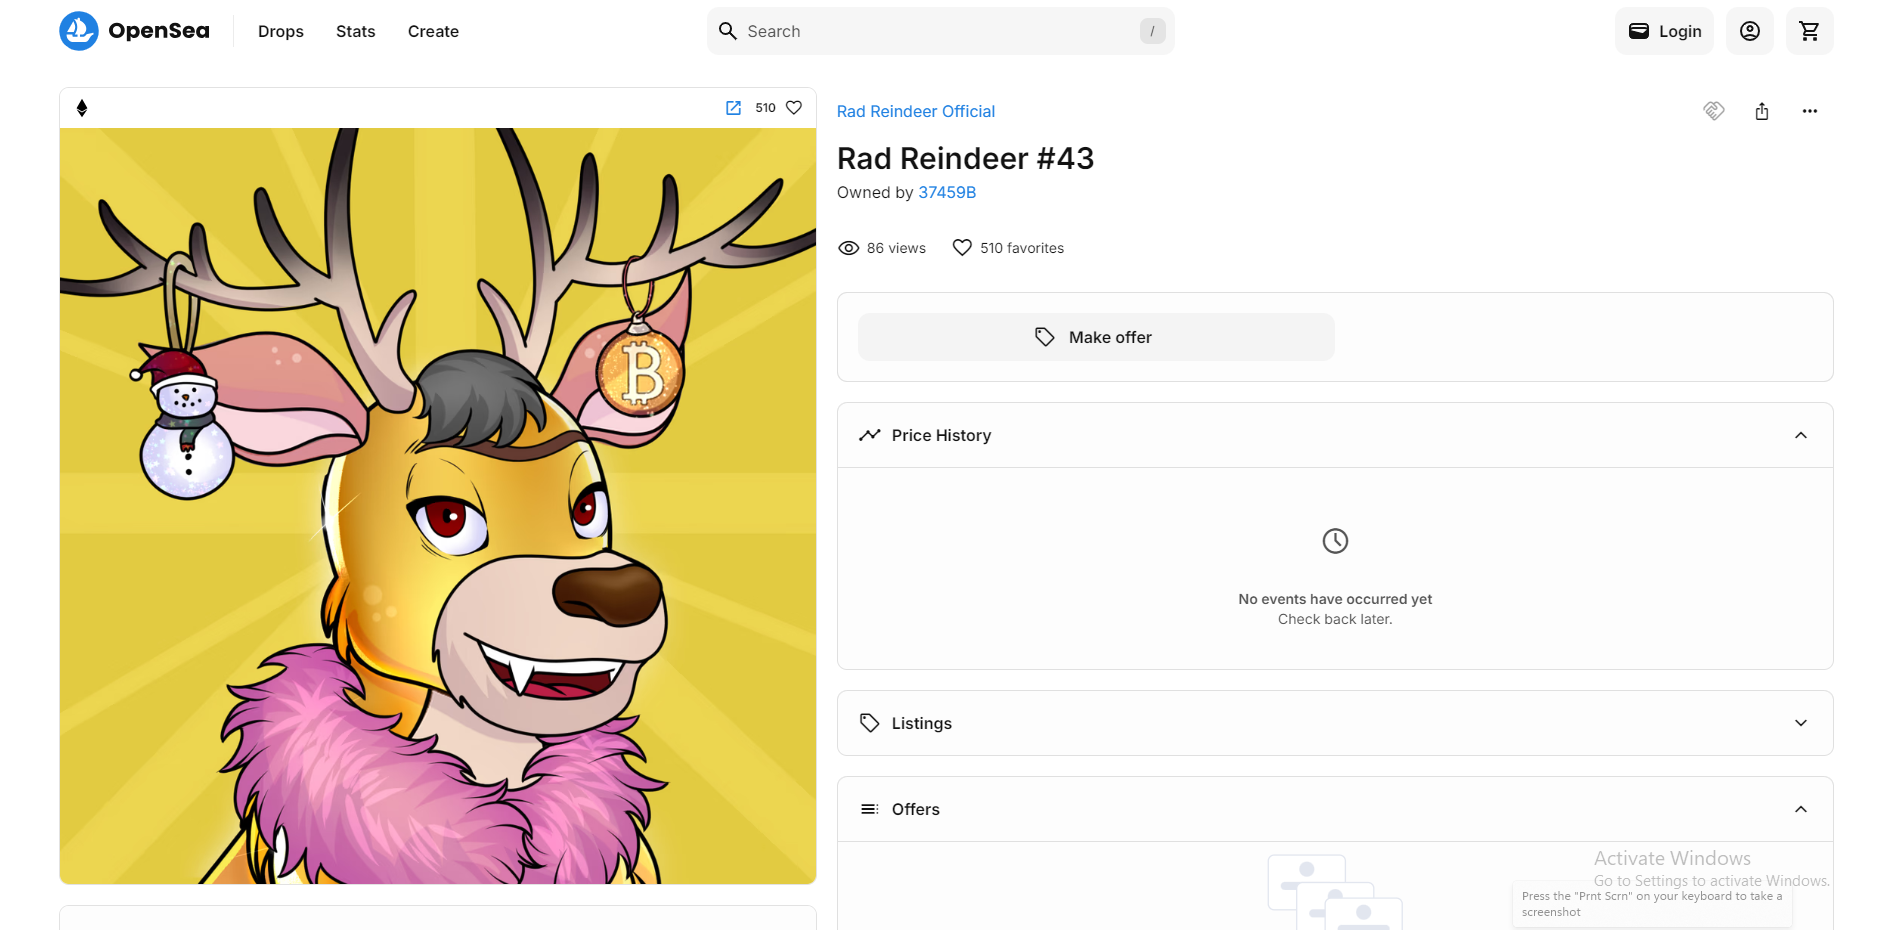 OpenSea
Drops
Stats
Create
Search
/
Login
510
Rad Reindeer Official
Rad Reindeer #43
Owned by 37459B
86 views
510 favorites
Make offer
Price History
No events have occurred yet
Check back later.
Listings
Offers
Activate Windows
Go to Settings to activate Windows.
Press the "Prnt Scrn" on your keyboard to take a
screenshot